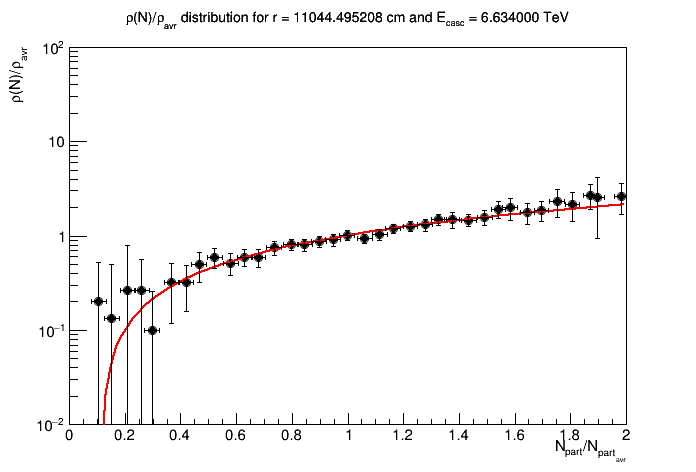 ρ(N)/ρavr distribution for r = 11044.495208 cm and Ecasc = 6.634000 TeV
ρ(N)/ρavr
10²
10
1
10⁻¹
10⁻²
0 0.2 0.4 0.6 0.8 1 1.2 1.4 1.6 1.8 2
Npart/Npartavr